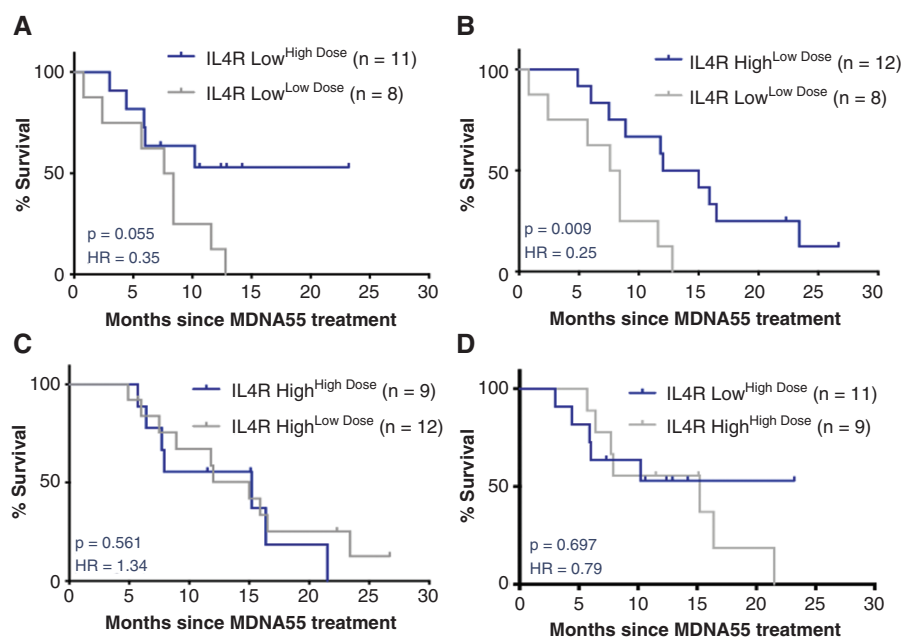 A
IL4R Low^High Dose (n = 11)
IL4R Low^Low Dose (n = 8)
% Survival
100
50
0
p = 0.055
HR = 0.35
0 5 10 15 20 25 30
Months since MDNA55 treatment
B
IL4R High^Low Dose (n = 12)
IL4R Low^Low Dose (n = 8)
% Survival
100
50
0
p = 0.009
HR = 0.25
0 5 10 15 20 25 30
Months since MDNA55 treatment
C
IL4R High^High Dose (n = 9)
IL4R High^Low Dose (n = 12)
% Survival
100
50
0
p = 0.561
HR = 1.34
0 5 10 15 20 25 30
Months since MDNA55 treatment
D
IL4R Low^High Dose (n = 11)
IL4R High^High Dose (n = 9)
% Survival
100
50
0
p = 0.697
HR = 0.79
0 5 10 15 20 25 30
Months since MDNA55 treatment